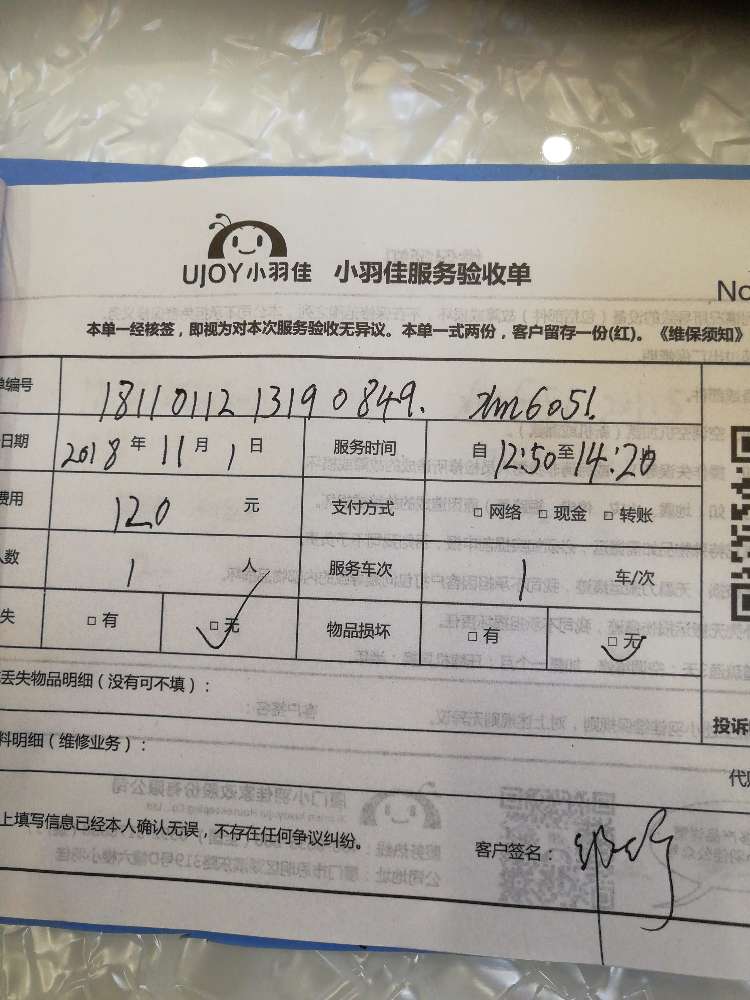 UJOY小羽佳 小羽佳服务验收单
No
本单一经核签，即视为对本次服务验收无异议。本单一式两份，客户留存一份(红)。《维保须知》
单编号 18110112 13190849. xm6051.
日期 2018 年 11 月 1 日 服务时间 自 12:50 至 14:20
费用 120 元 支付方式 □ 网络 □ 现金 □ 转账
人数 1 人 服务车次 1 车/次
失 □ 有 □ 无 物品损坏 □ 有 □ 无
丢失物品明细（没有可不填）：
料明细（维修业务）：
投诉
上填写信息已经本人确认无误，不存在任何争议纠纷。 客户签名：